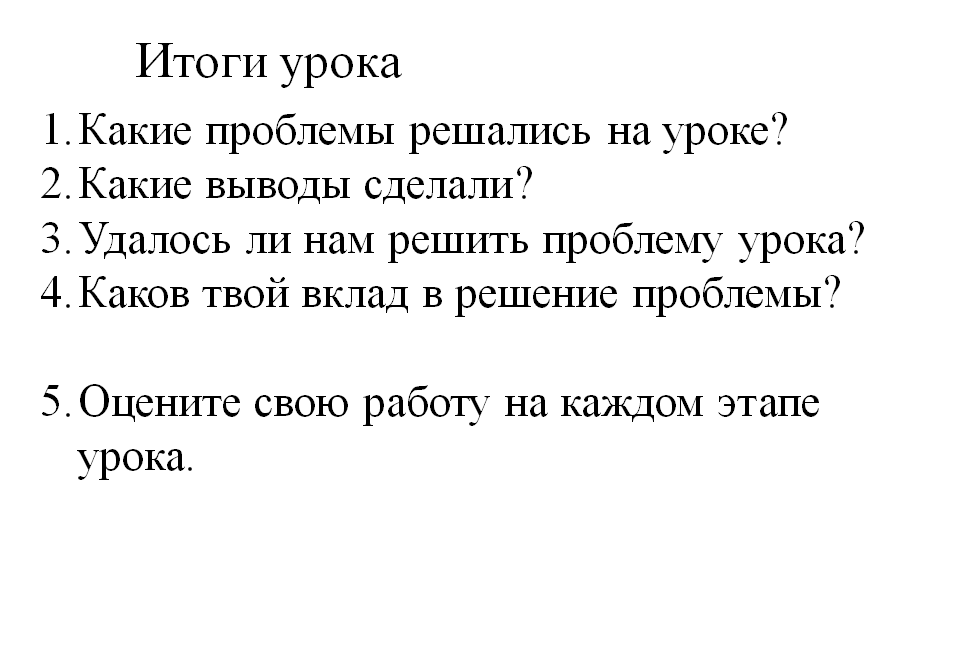 Итоги урока
1. Какие проблемы решались на уроке?
2. Какие выводы сделали?
3. Удалось ли нам решить проблему урока?
4. Каков твой вклад в решение проблемы?
5. Оцените свою работу на каждом этапе
урока.